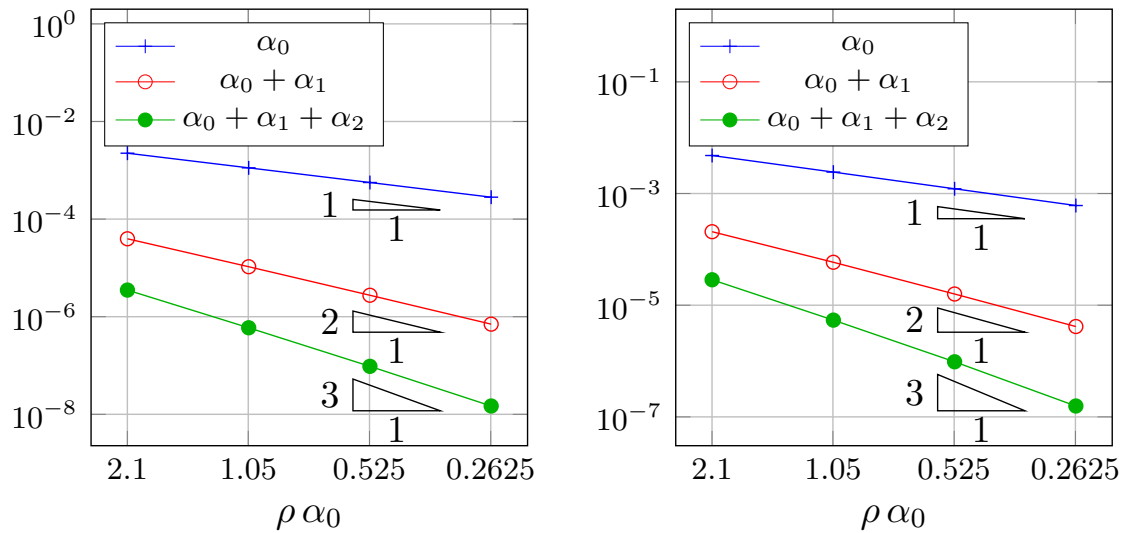 10⁰
10⁻²
10⁻⁴
10⁻⁶
10⁻⁸
α₀
α₀ + α₁
α₀ + α₁ + α₂
1
1
2
1
3
1
2.1 1.05 0.525 0.2625
ρ α₀
10⁻¹
10⁻³
10⁻⁵
10⁻⁷
α₀
α₀ + α₁
α₀ + α₁ + α₂
1
1
2
1
3
1
2.1 1.05 0.525 0.2625
ρ α₀